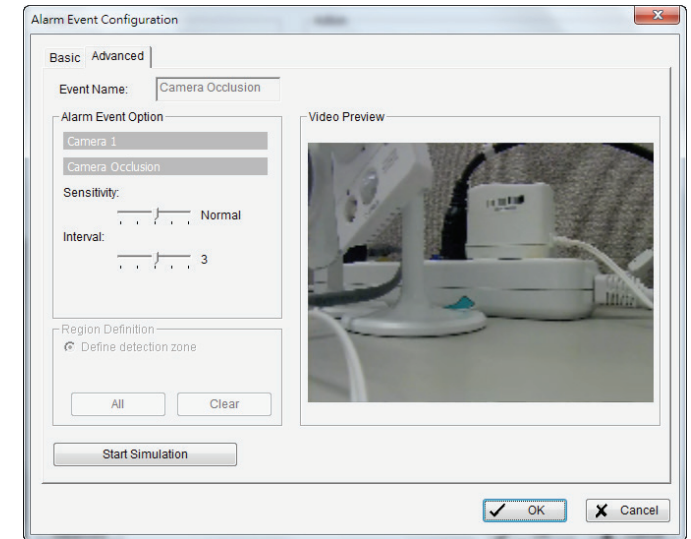 Alarm Event Configuration
Basic Advanced
Event Name: Camera Occlusion
Alarm Event Option
Camera 1
Camera Occlusion
Sensitivity:
Normal
Interval:
3
Region Definition
Define detection zone
All Clear
Start Simulation
Video Preview
OK Cancel